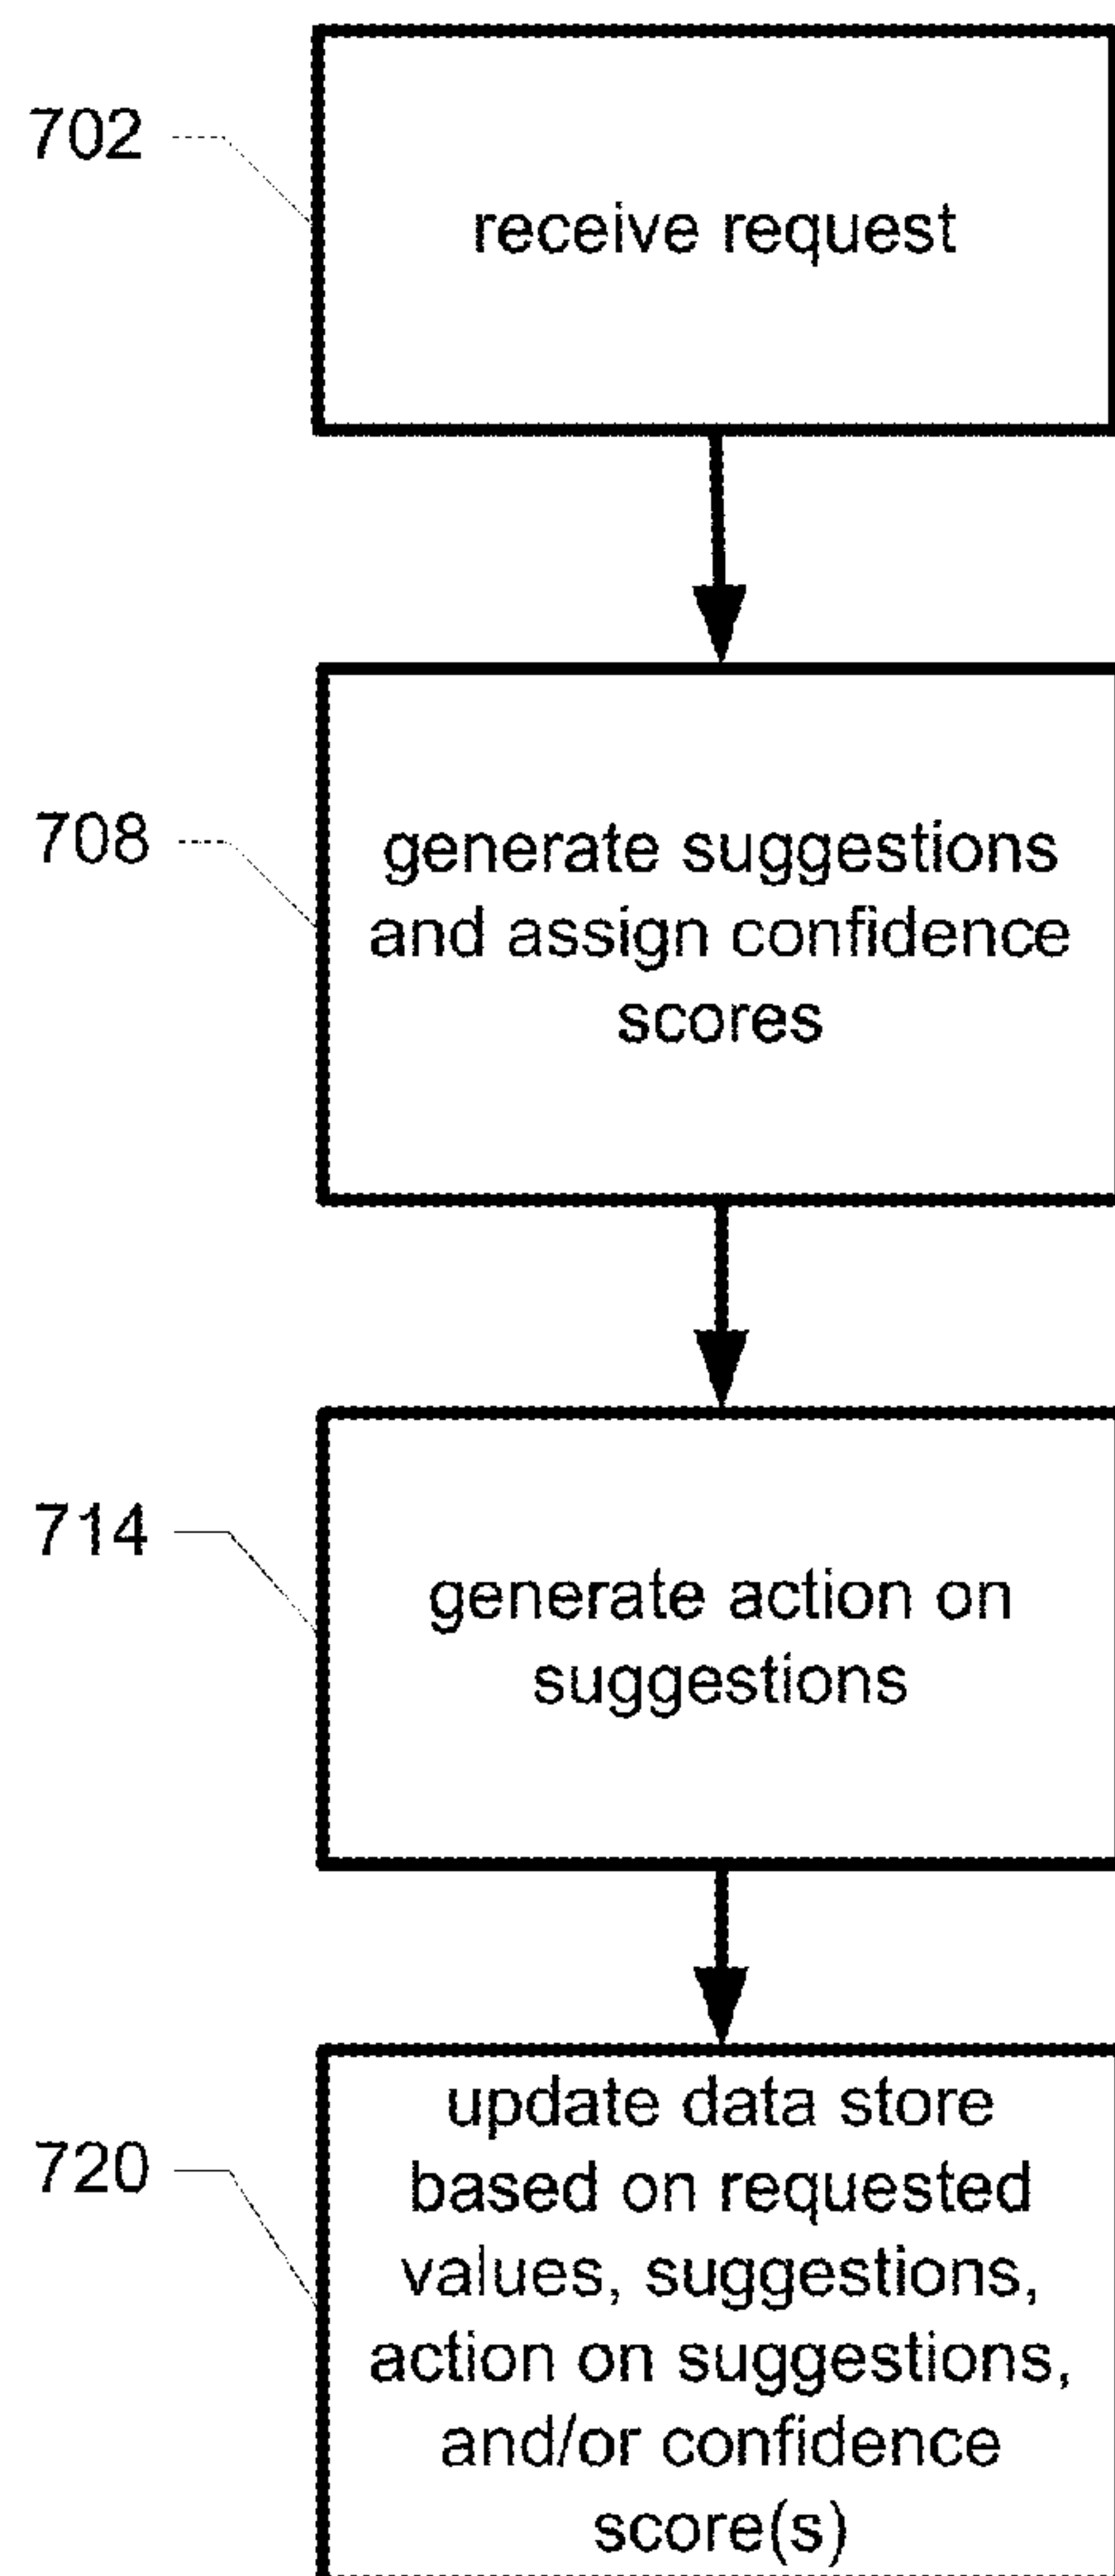 702
receive request
708
generate suggestions
and assign confidence
scores
714
generate action on
suggestions
720
update data store
based on requested
values, suggestions,
action on suggestions,
and/or confidence
score(s)